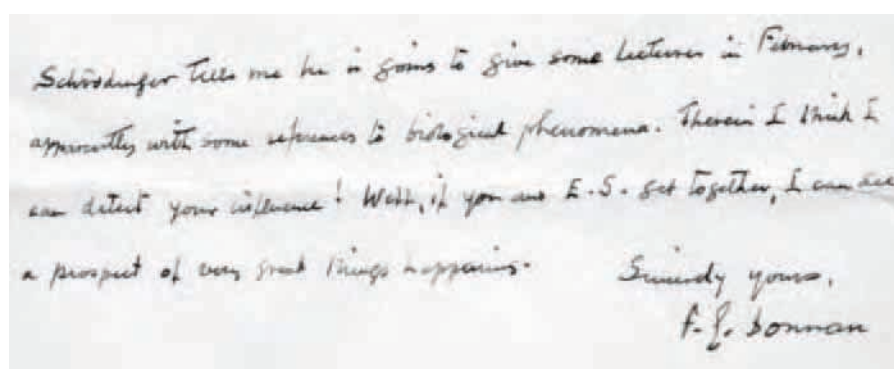 Schrödinger tells me he is going to give some lectures in February,
apparently with some references to biological phenomena. Therein I think I
can detect your influence! Well, if you and E.S. get together, I can see
a prospect of very great things happening.
Sincerely yours,
F. G. Donnan